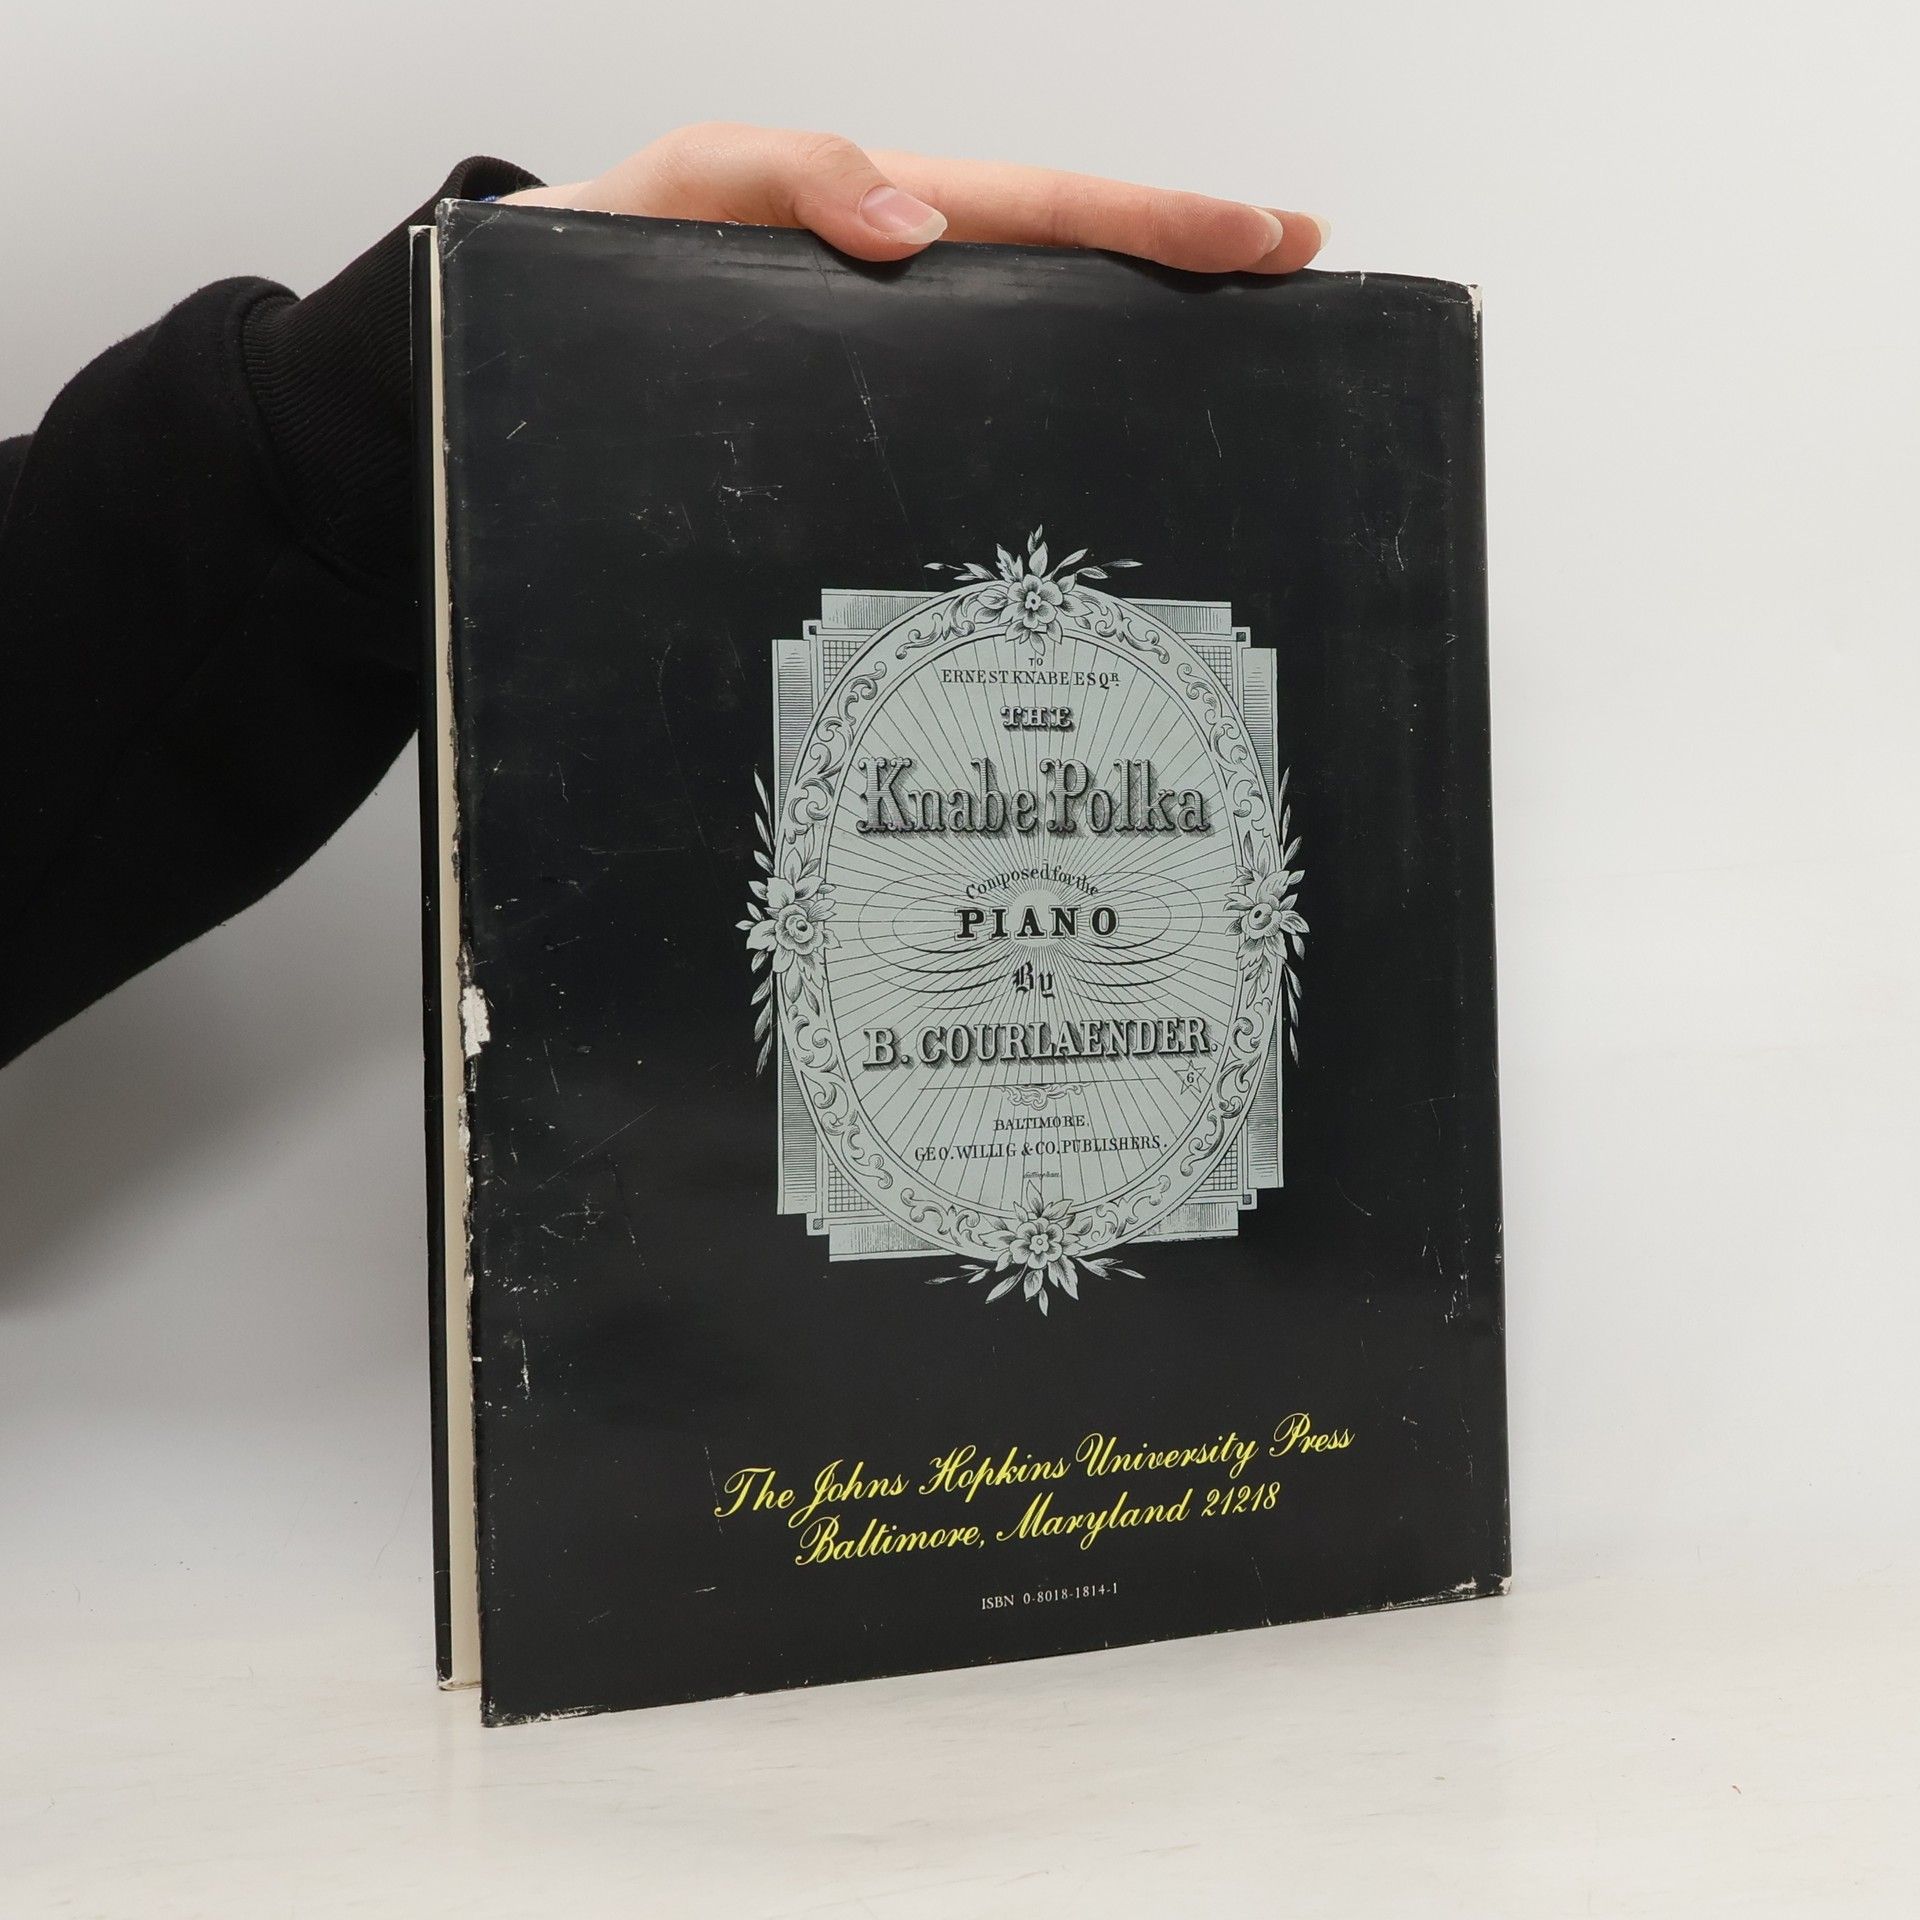 TO
ERNEST KNABE ESQR.
THE
Knabe Polka
Composed for the
PIANO
By
B. COURLAENDER.
6
BALTIMORE,
GEO. WILLIG & CO. PUBLISHERS.
The Johns Hopkins University Press
Baltimore, Maryland 21218
ISBN 0-8018-1814-1